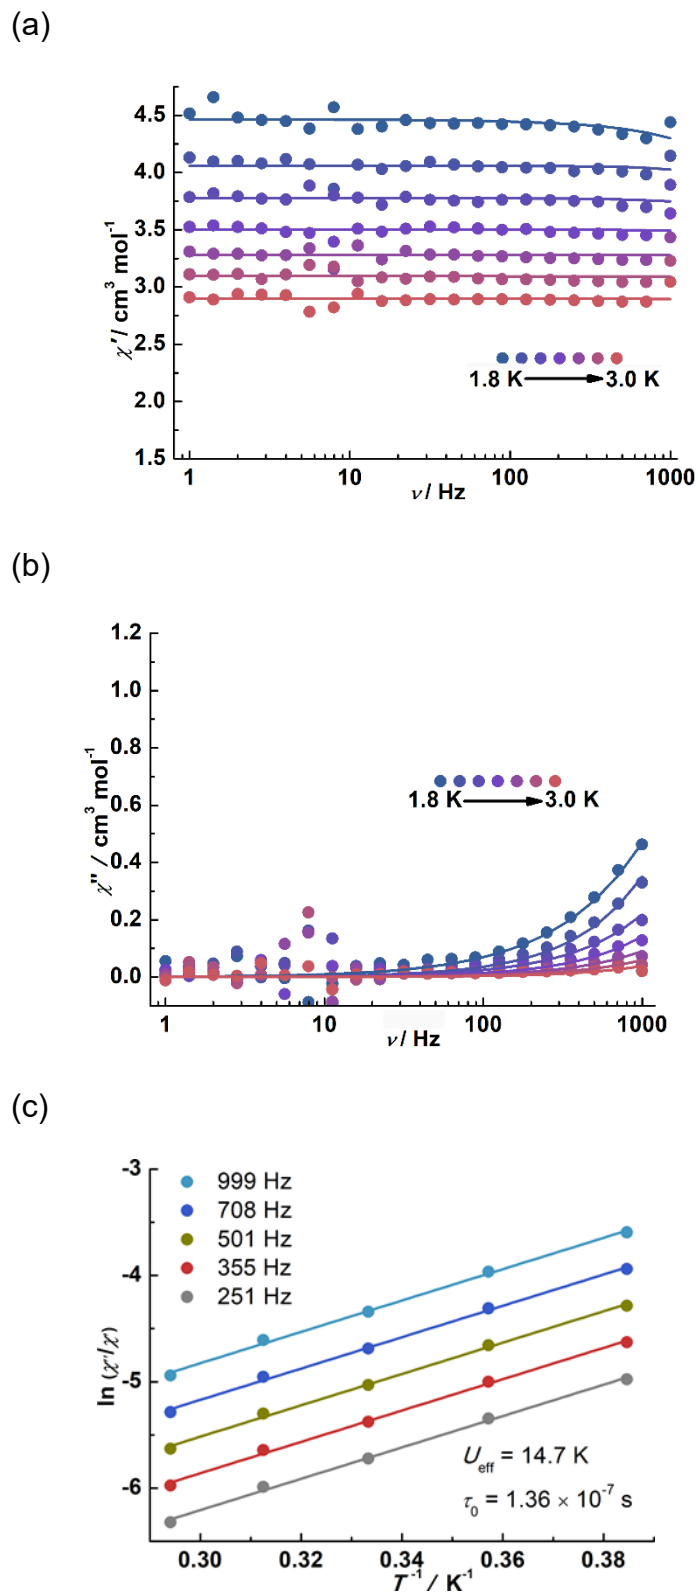 (a)
4.5
4.0
3.5
3.0
2.5
2.0
1.5
χ'/ cm³ mol⁻¹
1.8 K 3.0 K
1 10 100 1000
ν/ Hz
(b)
1.2
1.0
0.8
0.6
0.4
0.2
0.0
χ" / cm³ mol⁻¹
1.8 K 3.0 K
1 10 100 1000
ν/ Hz
(c)
-3
-4
-5
-6
ln (χ''/χ')
999 Hz
708 Hz
501 Hz
355 Hz
251 Hz
U_eff = 14.7 K
τ₀ = 1.36 × 10⁻⁷ s
0.30 0.32 0.34 0.36 0.38
T⁻¹ / K⁻¹